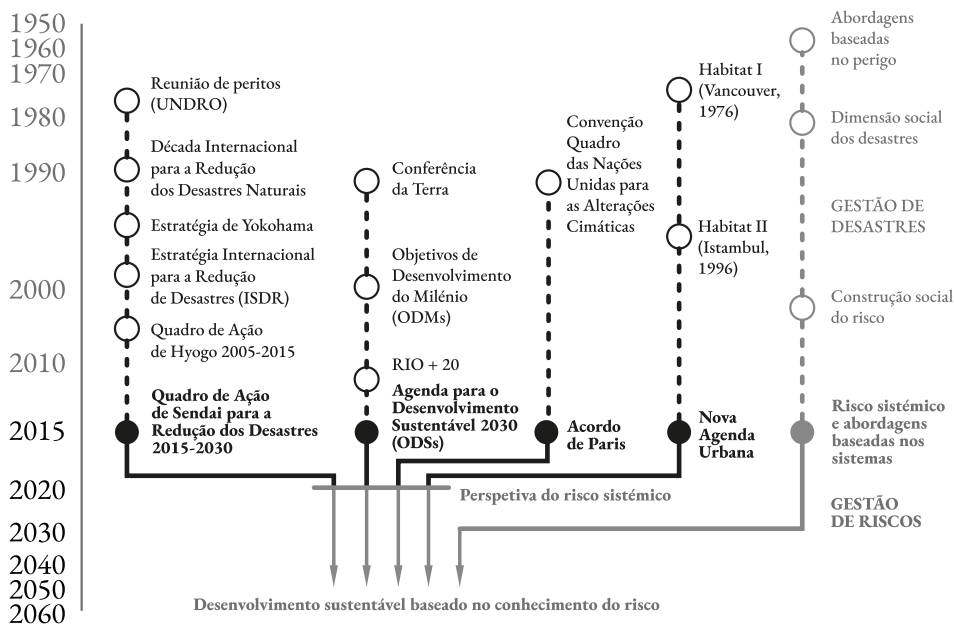 1950
1960
1970
1980
1990
2000
2010
2015
2020
2030
2040
2050
2060
Reunião de peritos
(UNDRO)
Década Internacional
para a Redução
dos Desastres Naturais
Estratégia de Yokohama
Estratégia Internacional
para a Redução
de Desastres (ISDR)
Quadro de Ação
de Hyogo 2005-2015
Quadro de Ação
de Sendai para a
Redução dos Desastres
2015-2030
Conferência
da Terra
Objetivos de
Desenvolvimento
do Milénio
(ODMs)
RIO + 20
Agenda para o
Desenvolvimento
Sustentável 2030
(ODSs)
Convenção
Quadro
das Nações
Unidas para
as Alterações
Cimáticas
Acordo
de Paris
Habitat I
(Vancouver,
1976)
Habitat II
(Istambul,
1996)
Nova
Agenda
Urbana
Abordagens
baseadas
no perigo
Dimensão social
dos desastres
GESTÃO DE
DESASTRES
Construção social
do risco
Risco sistémico
e abordagens
baseadas nos
sistemas
GESTÃO
DE RISCOS
Perspetiva do risco sistémico
Desenvolvimento sustentável baseado no conhecimento do risco